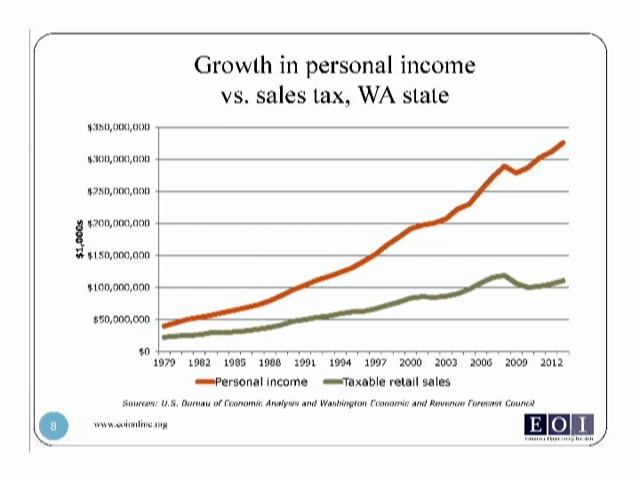 Growth in personal income
vs. sales tax, WA state
$1,000s
$350,000,000
$300,000,000
$250,000,000
$200,000,000
$150,000,000
$100,000,000
$50,000,000
$0
1979 1982 1985 1988 1991 1994 1997 2000 2003 2006 2009 2012
Personal income Taxable retail sales
Sources: U.S. Bureau of Economic Analysis and Washington Economic and Revenue Forecast Council
8
www.eoionline.org
EOI
Economic Opportunity Institute